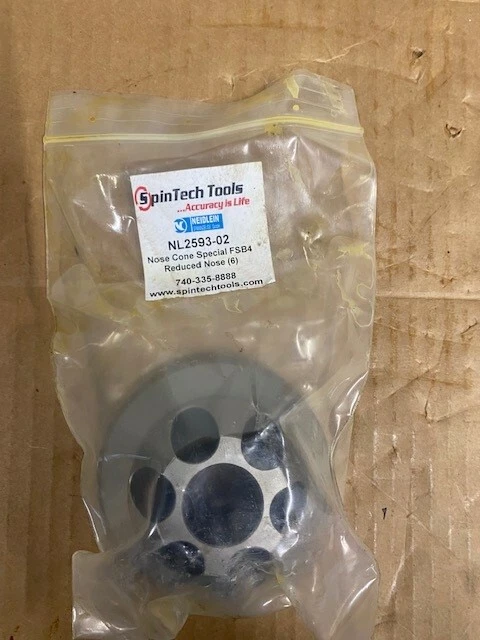 SpinTech Tools
...Accuracy is Life
NEIDLEIN
NL2593-02
Nose Cone Special FSB4
Reduced Nose (6)
740-335-8888
www.spintechtools.com